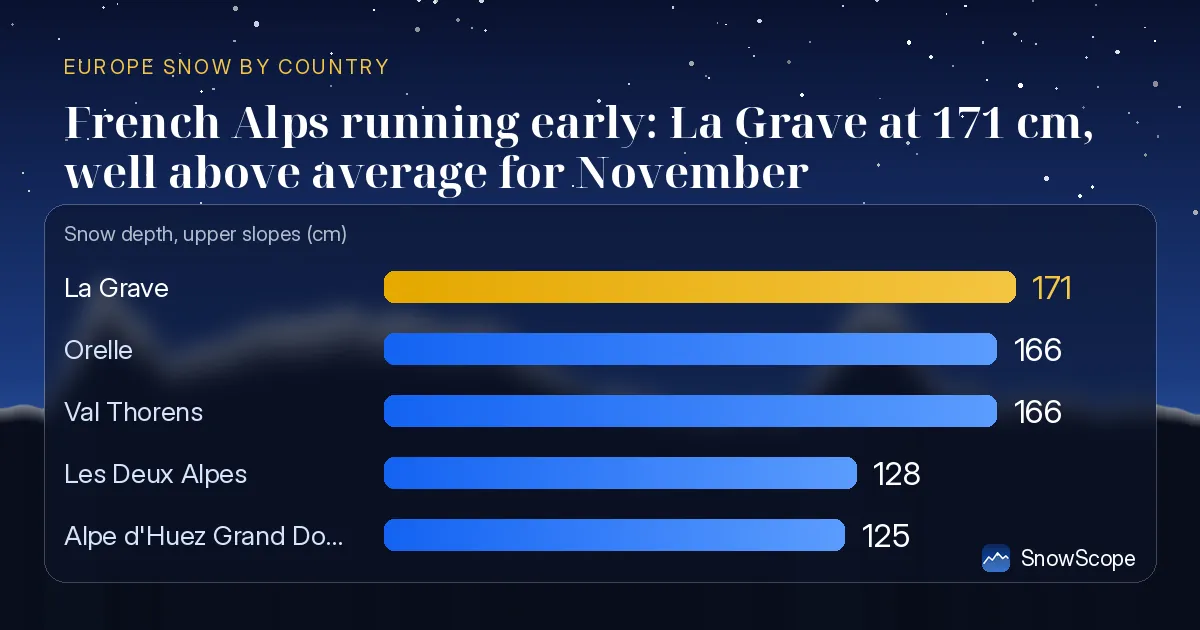 EUROPE SNOW BY COUNTRY
French Alps running early: La Grave at 171 cm,
well above average for November
Snow depth, upper slopes (cm)
La Grave 171
Orelle 166
Val Thorens 166
Les Deux Alpes 128
Alpe d'Huez Grand Do... 125
SnowScope